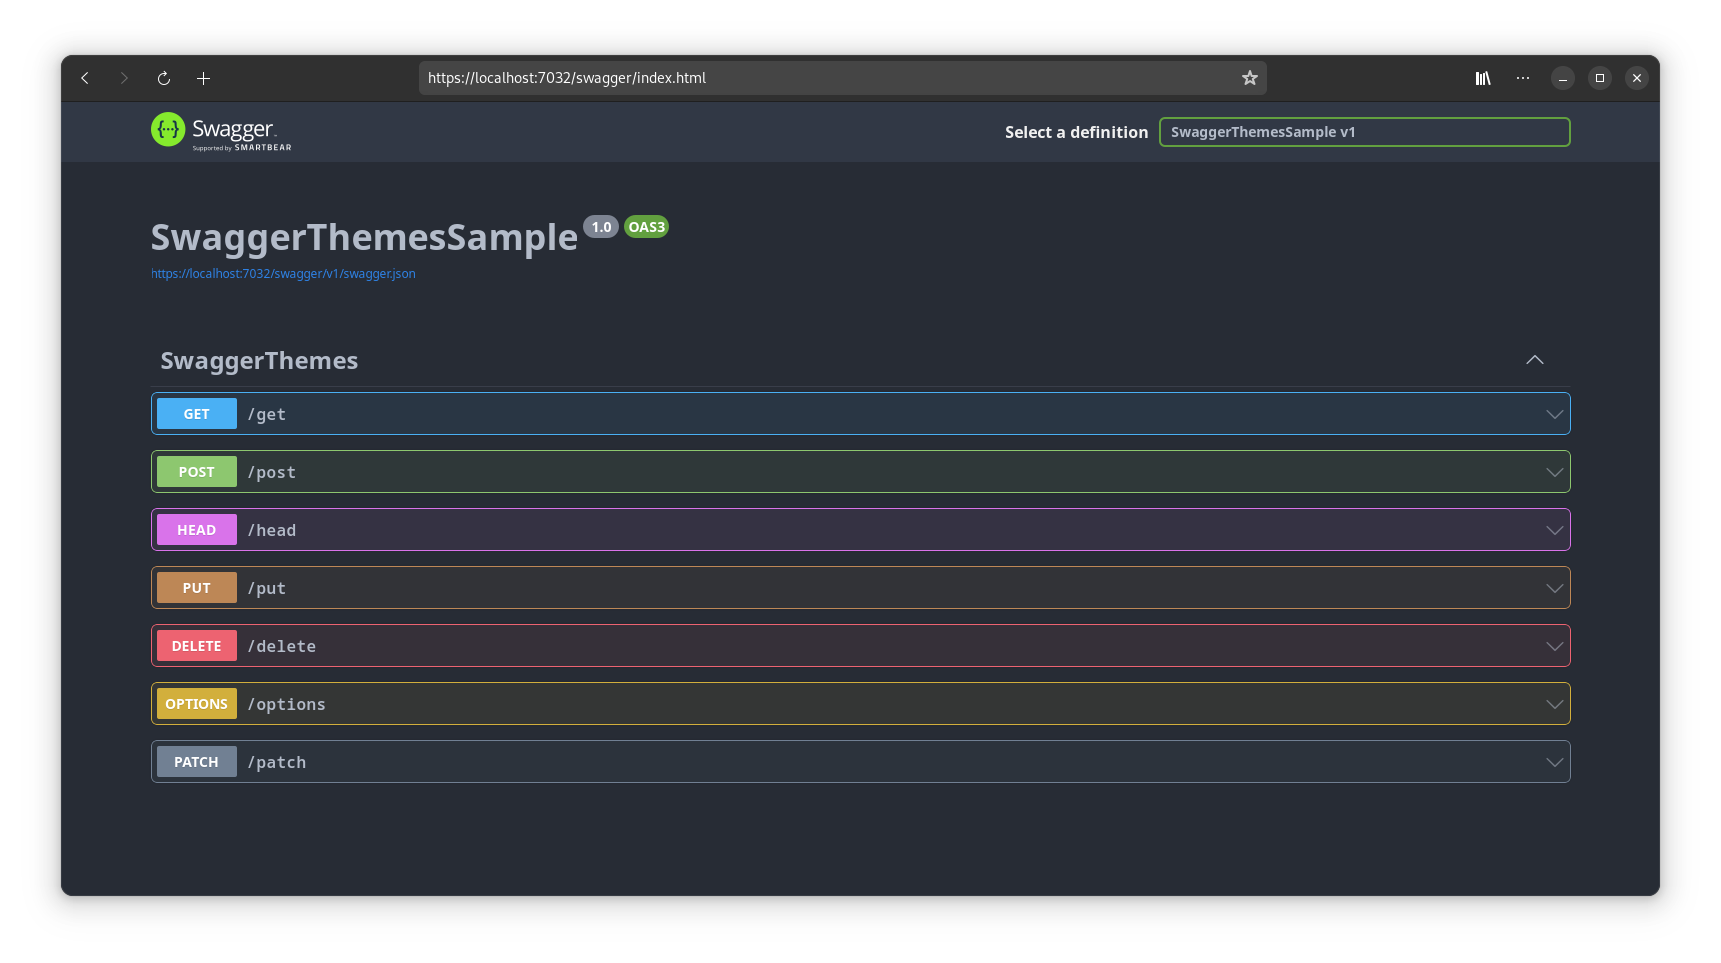 https://localhost:7032/swagger/index.html
Swagger
Supported by SMARTBEAR
Select a definition
SwaggerThemesSample v1
SwaggerThemesSample 1.0 OAS3
https://localhost:7032/swagger/v1/swagger.json
SwaggerThemes
GET /get
POST /post
HEAD /head
PUT /put
DELETE /delete
OPTIONS /options
PATCH /patch